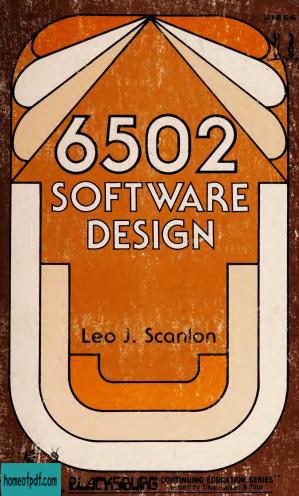 6502
SOFTWARE
DESIGN
Leo J. Scanlon
BLACKSBURG CONTINUING EDUCATION SERIES
homeofpdf.com